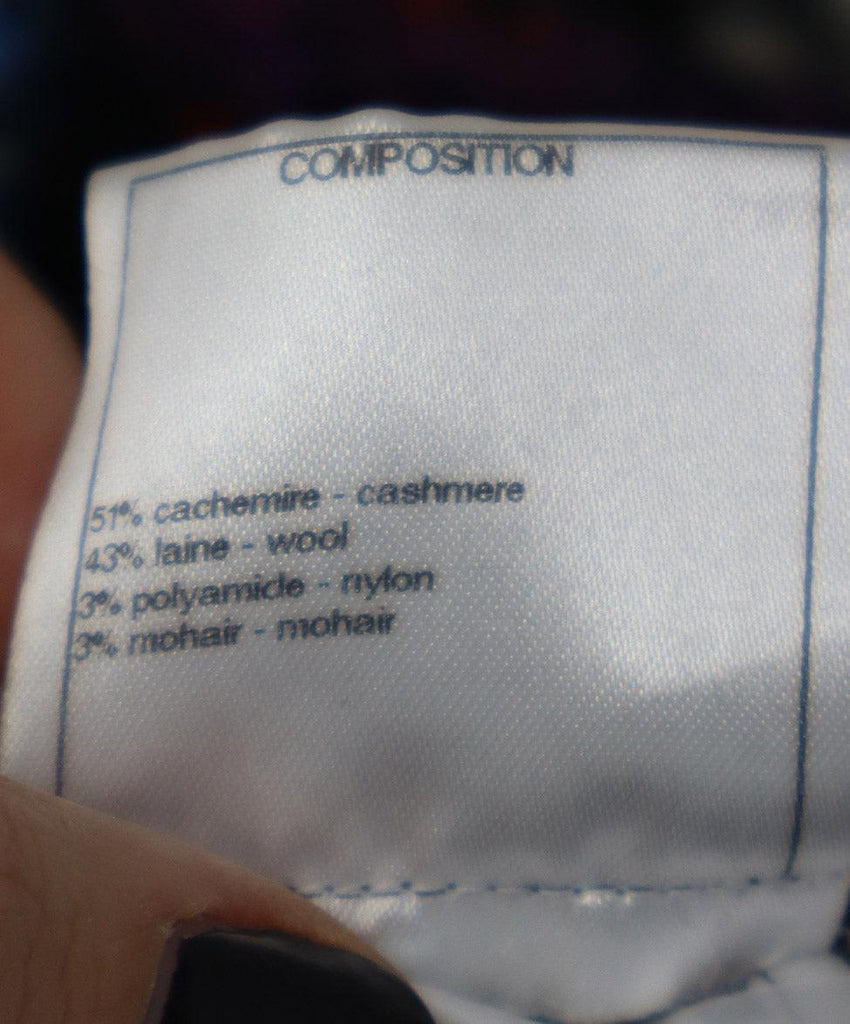 COMPOSITION
51% cachemire - cashmere
43% laine - wool
3% polyamide - nylon
3% mohair - mohair